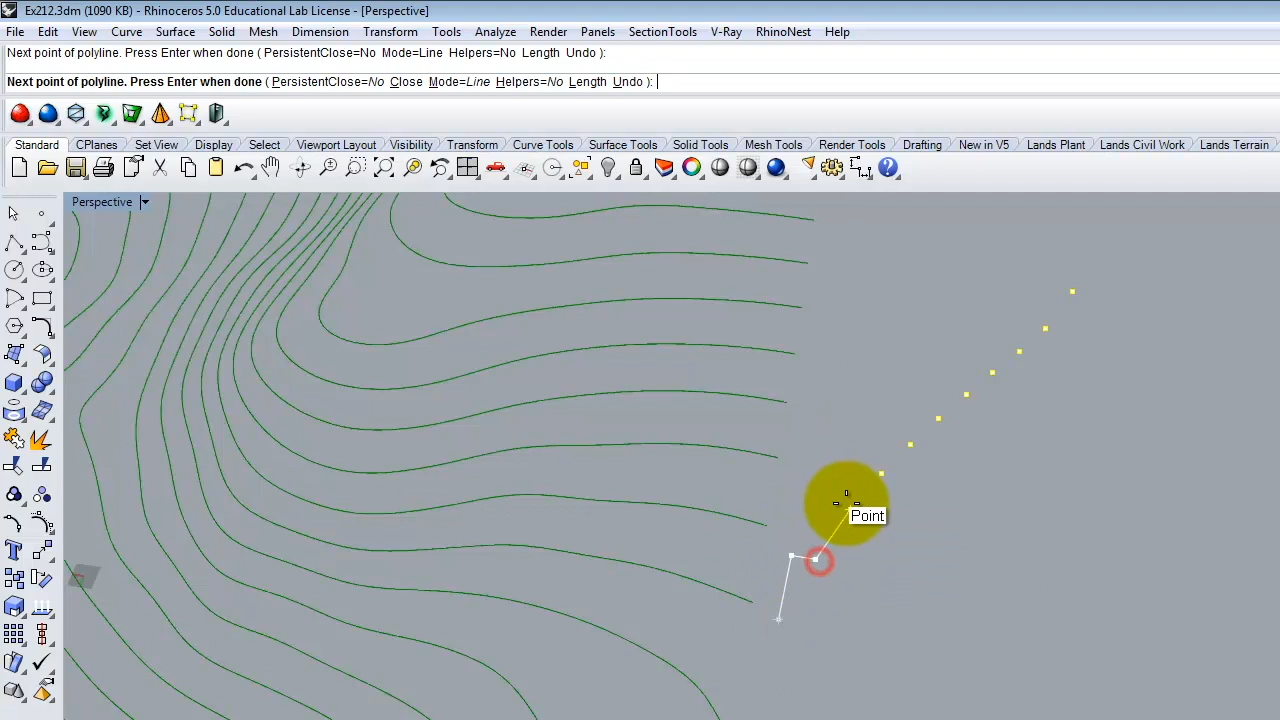 Ex212.3dm (1090 KB) - Rhinoceros 5.0 Educational Lab License - [Perspective]
File Edit View Curve Surface Solid Mesh Dimension Transform Tools Analyze Render Panels SectionTools V-Ray RhinoNest Help
Next point of polyline. Press Enter when done ( PersistentClose=No Mode=Line Helpers=No Length Undo ):
Next point of polyline. Press Enter when done ( PersistentClose=No Close Mode=Line Helpers=No Length Undo ):
Standard CPlanes Set View Display Select Viewport Layout Visibility Transform Curve Tools Surface Tools Solid Tools Mesh Tools Render Tools Drafting New in V5 Lands Plant Lands Civil Work Lands Terrain
Perspective
Point